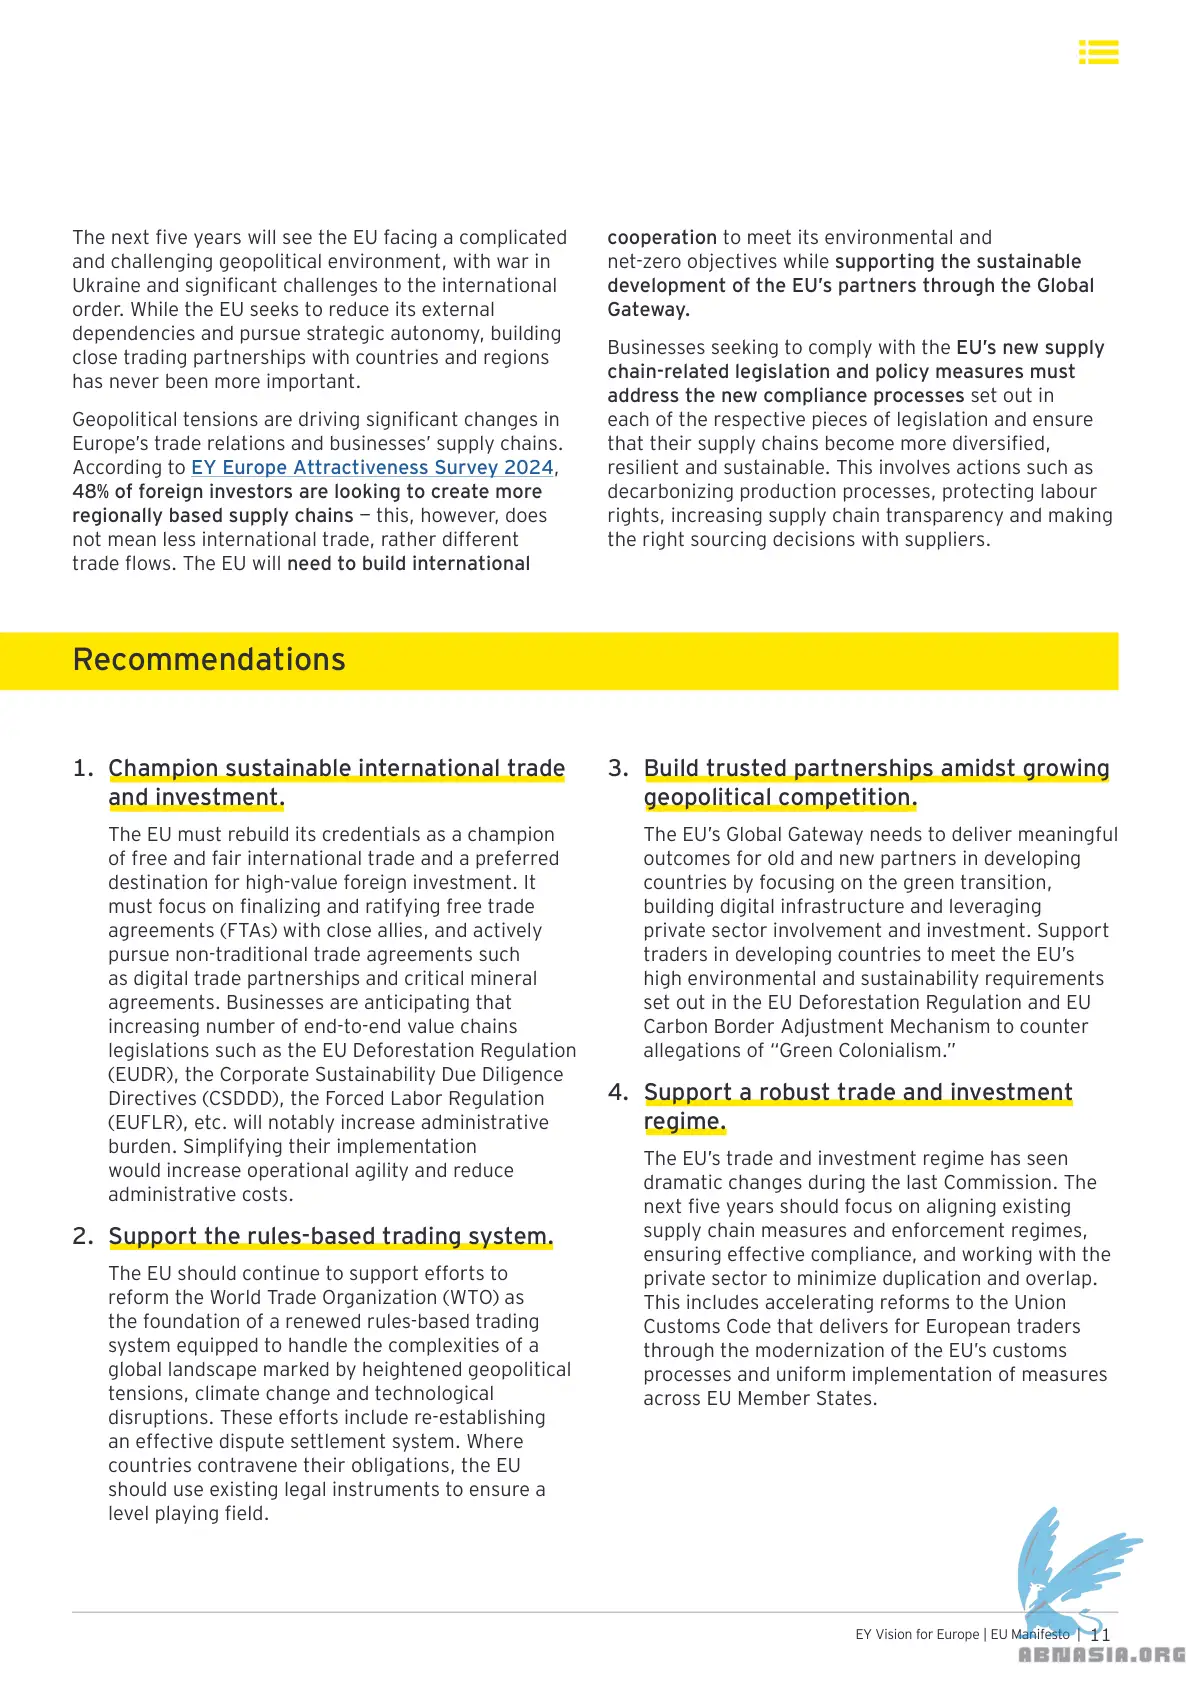 The next five years will see the EU facing a complicated
and challenging geopolitical environment, with war in
Ukraine and significant challenges to the international
order. While the EU seeks to reduce its external
dependencies and pursue strategic autonomy, building
close trading partnerships with countries and regions
has never been more important.
Geopolitical tensions are driving significant changes in
Europe’s trade relations and businesses’ supply chains.
According to EY Europe Attractiveness Survey 2024,
48% of foreign investors are looking to create more
regionally based supply chains — this, however, does
not mean less international trade, rather different
trade flows. The EU will need to build international
cooperation to meet its environmental and
net-zero objectives while supporting the sustainable
development of the EU’s partners through the Global
Gateway.
Businesses seeking to comply with the EU’s new supply
chain-related legislation and policy measures must
address the new compliance processes set out in
each of the respective pieces of legislation and ensure
that their supply chains become more diversified,
resilient and sustainable. This involves actions such as
decarbonizing production processes, protecting labour
rights, increasing supply chain transparency and making
the right sourcing decisions with suppliers.
Recommendations
1. Champion sustainable international trade
and investment.
The EU must rebuild its credentials as a champion
of free and fair international trade and a preferred
destination for high-value foreign investment. It
must focus on finalizing and ratifying free trade
agreements (FTAs) with close allies, and actively
pursue non-traditional trade agreements such
as digital trade partnerships and critical mineral
agreements. Businesses are anticipating that
increasing number of end-to-end value chains
legislations such as the EU Deforestation Regulation
(EUDR), the Corporate Sustainability Due Diligence
Directives (CSDDD), the Forced Labor Regulation
(EUFLR), etc. will notably increase administrative
burden. Simplifying their implementation
would increase operational agility and reduce
administrative costs.
2. Support the rules-based trading system.
The EU should continue to support efforts to
reform the World Trade Organization (WTO) as
the foundation of a renewed rules-based trading
system equipped to handle the complexities of a
global landscape marked by heightened geopolitical
tensions, climate change and technological
disruptions. These efforts include re-establishing
an effective dispute settlement system. Where
countries contravene their obligations, the EU
should use existing legal instruments to ensure a
level playing field.
3. Build trusted partnerships amidst growing
geopolitical competition.
The EU’s Global Gateway needs to deliver meaningful
outcomes for old and new partners in developing
countries by focusing on the green transition,
building digital infrastructure and leveraging
private sector involvement and investment. Support
traders in developing countries to meet the EU’s
high environmental and sustainability requirements
set out in the EU Deforestation Regulation and EU
Carbon Border Adjustment Mechanism to counter
allegations of “Green Colonialism.”
4. Support a robust trade and investment
regime.
The EU’s trade and investment regime has seen
dramatic changes during the last Commission. The
next five years should focus on aligning existing
supply chain measures and enforcement regimes,
ensuring effective compliance, and working with the
private sector to minimize duplication and overlap.
This includes accelerating reforms to the Union
Customs Code that delivers for European traders
through the modernization of the EU’s customs
processes and uniform implementation of measures
across EU Member States.
EY Vision for Europe | EU Manifesto | 11
ABNASIA.ORG